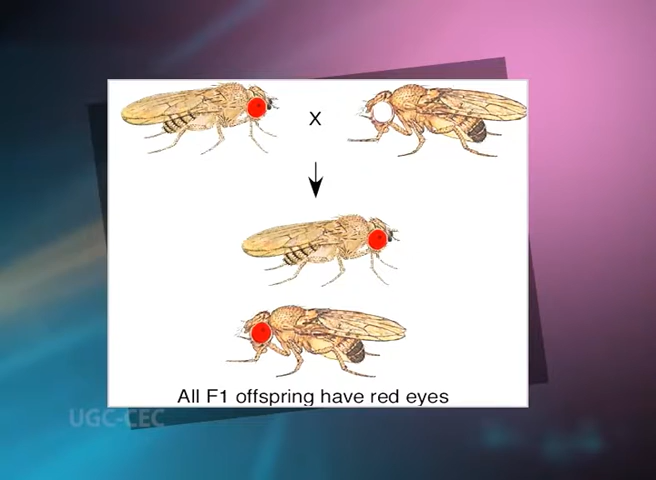 X
All F1 offspring have red eyes
UGC-CEC